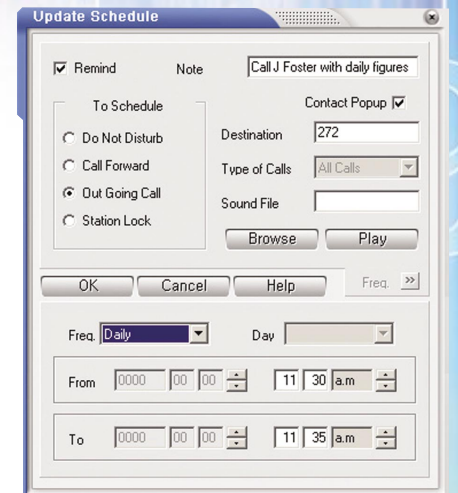 Update Schedule
Remind
Note
Call J Foster with daily figures
To Schedule
Contact Popup
Do Not Disturb
Destination
272
Call Forward
Type of Calls
All Calls
Out Going Call
Sound File
Station Lock
Browse
Play
OK
Cancel
Help
Freq. >>
Freq. Daily
Day
From 0000 00 00 11 30 a.m
To 0000 00 00 11 35 a.m